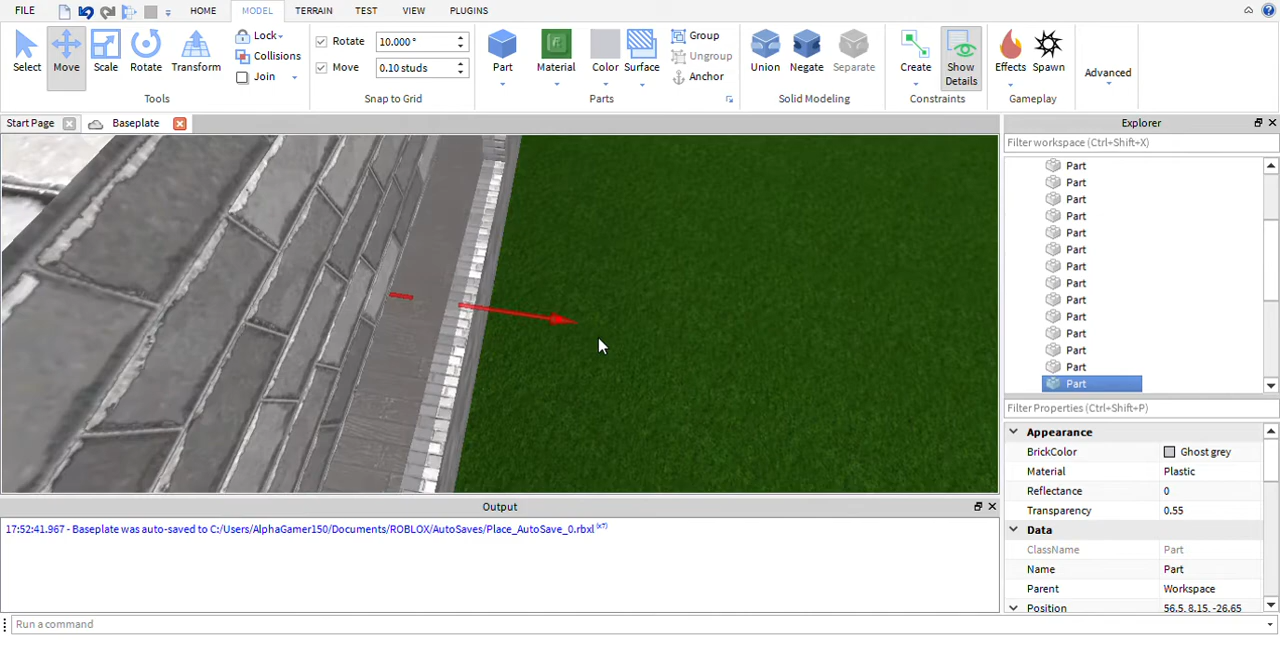 FILE HOME MODEL TERRAIN TEST VIEW PLUGINS
Select Move Scale Rotate Transform
Lock
Collisions
Join
Tools
Rotate 10.000 °
Move 0.10 studs
Snap to Grid
Part Material Color Surface
Group
Ungroup
Anchor
Parts
Union Negate Separate
Solid Modeling
Create Show Details
Constraints
Effects Spawn
Gameplay
Advanced
Start Page Baseplate
Explorer
Filter workspace (Ctrl+Shift+X)
Part
Part
Part
Part
Part
Part
Part
Part
Part
Part
Part
Part
Part
Part
Filter Properties (Ctrl+Shift+P)
Appearance
BrickColor Ghost grey
Material Plastic
Reflectance 0
Transparency 0.55
Data
ClassName Part
Name Part
Parent Workspace
Position 56.5, 8.15, -26.65
Output
17:52:41.967 - Baseplate was auto-saved to C:/Users/AlphaGamer150/Documents/ROBLOX/AutoSaves/Place_AutoSave_0.rbxl (x7)
Run a command